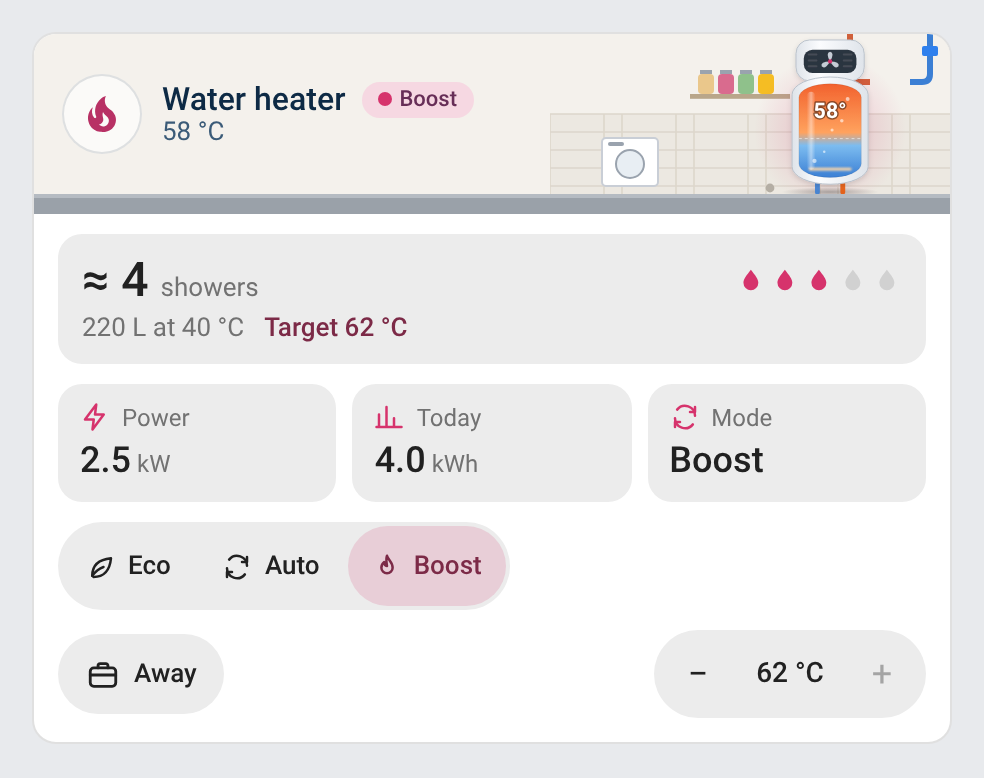 Water heater
Boost
58 °C
58°
≈ 4 showers
220 L at 40 °C Target 62 °C
Power
2.5 kW
Today
4.0 kWh
Mode
Boost
Eco
Auto
Boost
Away
− 62 °C +